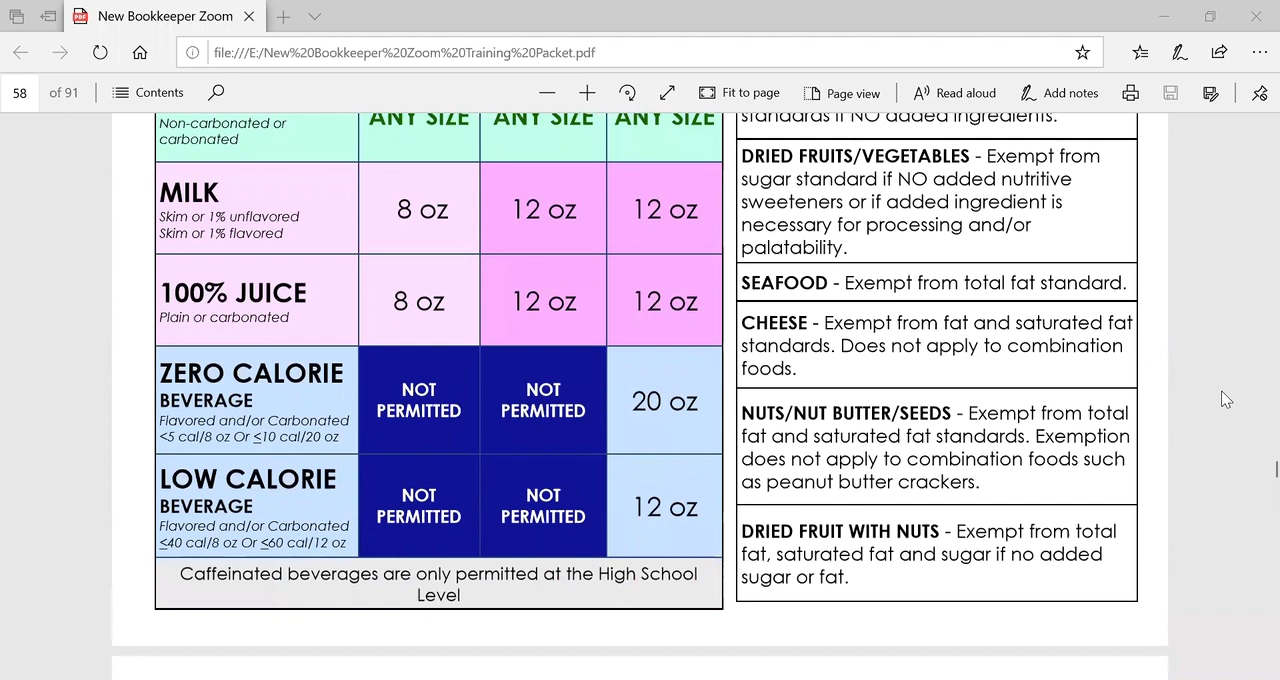 New Bookkeeper Zoom
file:///E:/New%20Bookkeeper%20Zoom%20Training%20Packet.pdf
58 of 91 Contents Fit to page Page view Read aloud Add notes
Non-carbonated or
carbonated
ANY SIZE ANY SIZE ANY SIZE
MILK
Skim or 1% unflavored
Skim or 1% flavored
8 oz 12 oz 12 oz
100% JUICE
Plain or carbonated
8 oz 12 oz 12 oz
ZERO CALORIE
BEVERAGE
Flavored and/or Carbonated
<5 cal/8 oz Or ≤10 cal/20 oz
NOT
PERMITTED
NOT
PERMITTED
20 oz
LOW CALORIE
BEVERAGE
Flavored and/or Carbonated
≤40 cal/8 oz Or ≤60 cal/12 oz
NOT
PERMITTED
NOT
PERMITTED
12 oz
Caffeinated beverages are only permitted at the High School
Level
standards if NO added ingredients.
DRIED FRUITS/VEGETABLES - Exempt from
sugar standard if NO added nutritive
sweeteners or if added ingredient is
necessary for processing and/or
palatability.
SEAFOOD - Exempt from total fat standard.
CHEESE - Exempt from fat and saturated fat
standards. Does not apply to combination
foods.
NUTS/NUT BUTTER/SEEDS - Exempt from total
fat and saturated fat standards. Exemption
does not apply to combination foods such
as peanut butter crackers.
DRIED FRUIT WITH NUTS - Exempt from total
fat, saturated fat and sugar if no added
sugar or fat.